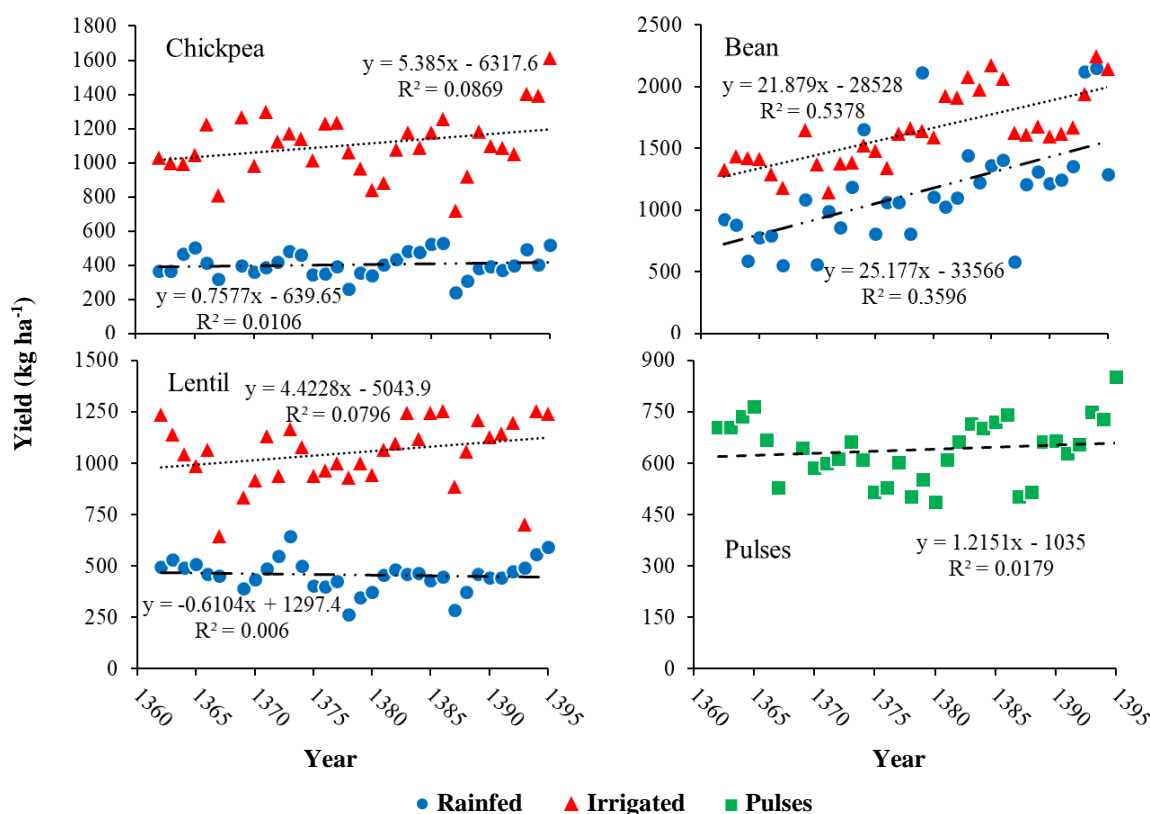 Yield (kg ha⁻¹)
1800
1600
1400
1200
1000
800
600
400
200
0
Chickpea
y = 5.385x - 6317.6
R² = 0.0869
y = 0.7577x - 639.65
R² = 0.0106
2500
2000
1500
1000
500
0
Bean
y = 21.879x - 28528
R² = 0.5378
y = 25.177x - 33566
R² = 0.3596
1500
1250
1000
750
500
250
0
Lentil
y = 4.4228x - 5043.9
R² = 0.0796
y = -0.6104x + 1297.4
R² = 0.006
1360 1365 1370 1375 1380 1385 1390 1395
Year
900
750
600
450
300
150
0
Pulses
y = 1.2151x - 1035
R² = 0.0179
1360 1365 1370 1375 1380 1385 1390 1395
Year
Rainfed Irrigated Pulses